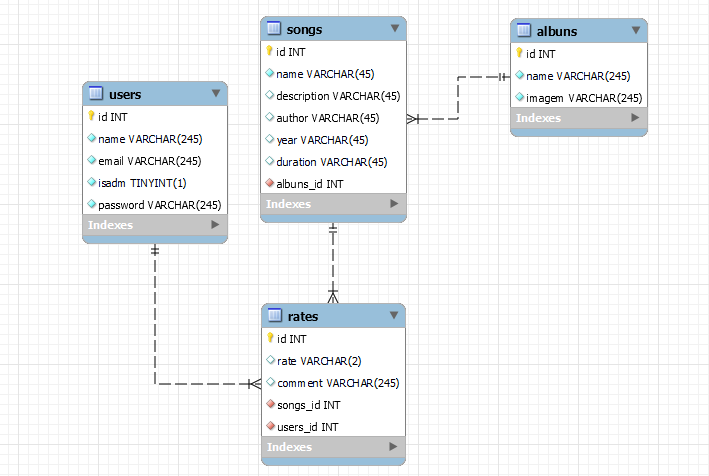 users
id INT
name VARCHAR(245)
email VARCHAR(245)
isadm TINYINT(1)
password VARCHAR(245)
Indexes
songs
id INT
name VARCHAR(45)
description VARCHAR(45)
author VARCHAR(45)
year VARCHAR(45)
duration VARCHAR(45)
albuns_id INT
Indexes
albuns
id INT
name VARCHAR(245)
imagem VARCHAR(245)
Indexes
rates
id INT
rate VARCHAR(2)
comment VARCHAR(245)
songs_id INT
users_id INT
Indexes